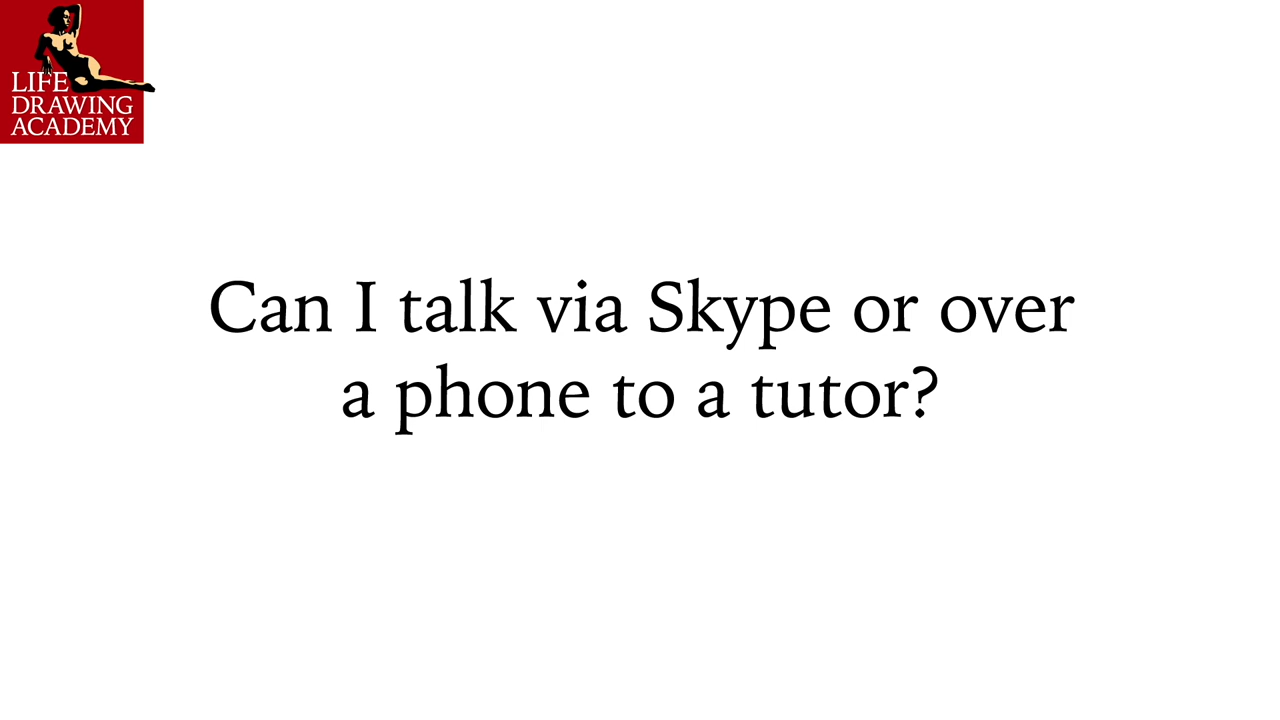 LIFE
DRAWING
ACADEMY
Can I talk via Skype or over
a phone to a tutor?